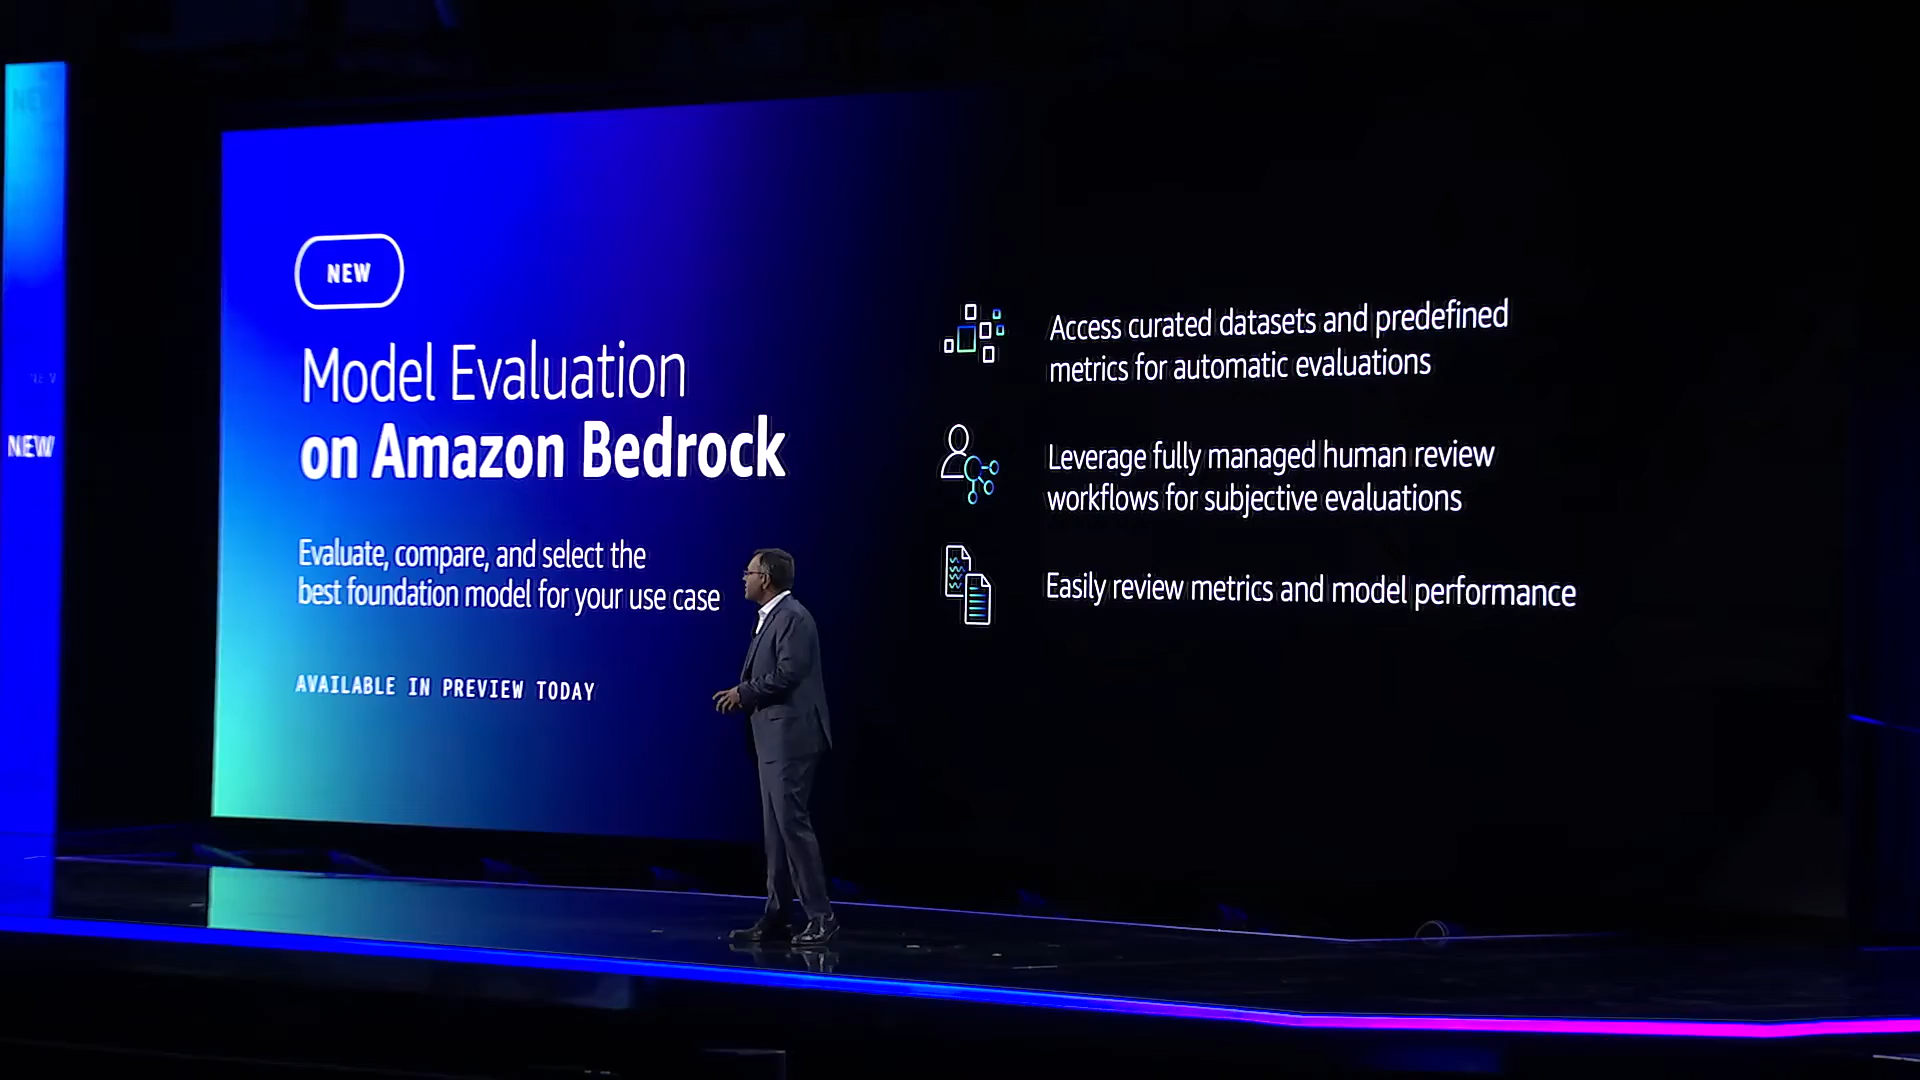 NEW
NEW
Model Evaluation
on Amazon Bedrock
Evaluate, compare, and select the
best foundation model for your use case
AVAILABLE IN PREVIEW TODAY
Access curated datasets and predefined
metrics for automatic evaluations
Leverage fully managed human review
workflows for subjective evaluations
Easily review metrics and model performance